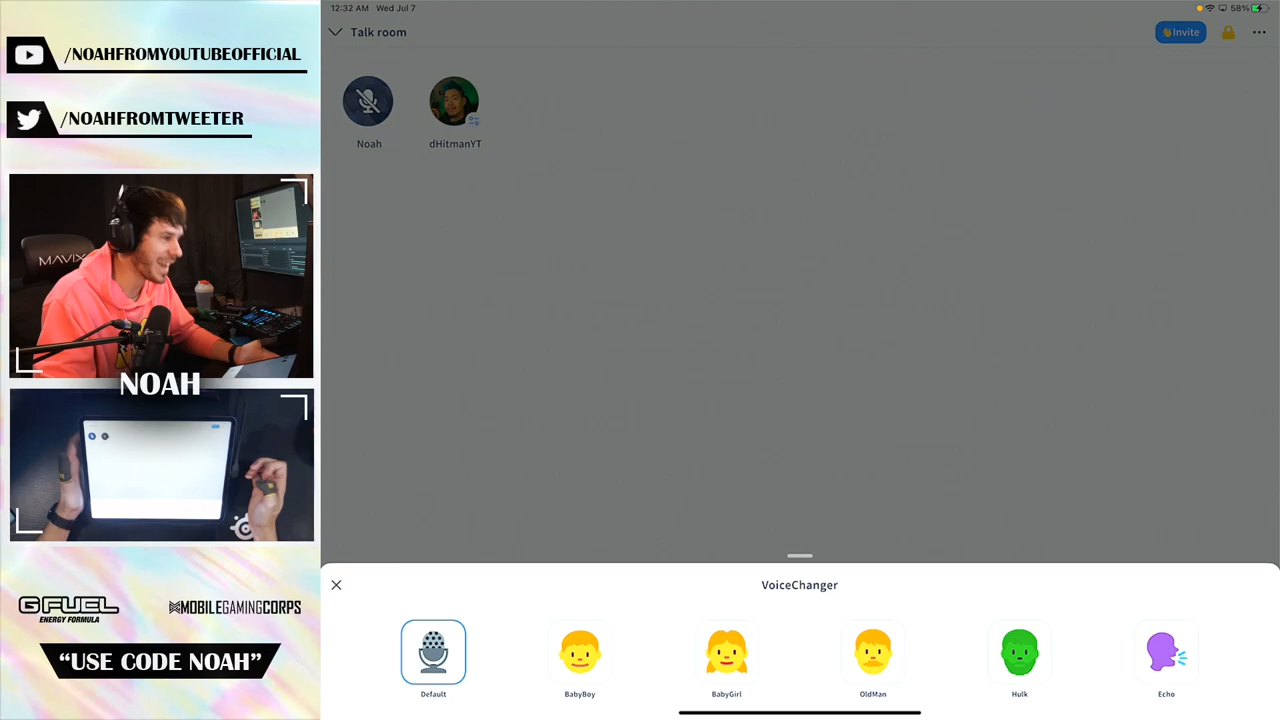 /NOAHFROMYOUTUBEOFFICIAL
/NOAHFROMTWEETER
MAVIX
NOAH
GFUEL
ENERGY FORMULA
MOBILEGAMINGCORPS
“USE CODE NOAH”
12:32 AM Wed Jul 7
58%
Talk room
Invite
Noah
dHitmanYT
VoiceChanger
Default
BabyBoy
BabyGirl
OldMan
Hulk
Echo